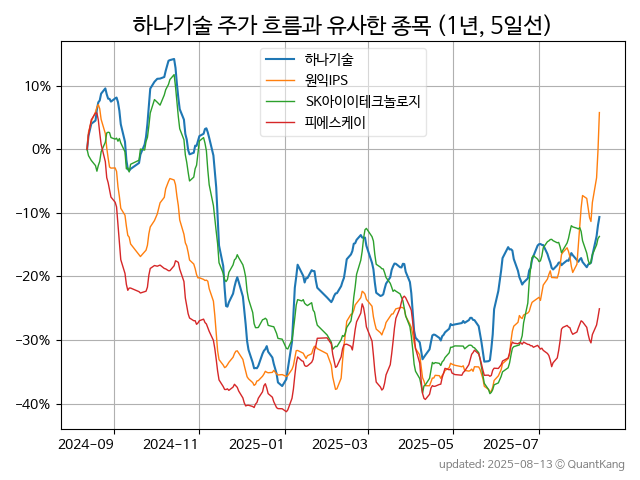 하나기술 주가 흐름과 유사한 종목 (1년, 5일선)
하나기술
원익IPS
SK아이이테크놀로지
피에스케이
10%
0%
−10%
−20%
−30%
−40%
2024-09 2024-11 2025-01 2025-03 2025-05 2025-07
updated: 2025-08-13 © QuantKang